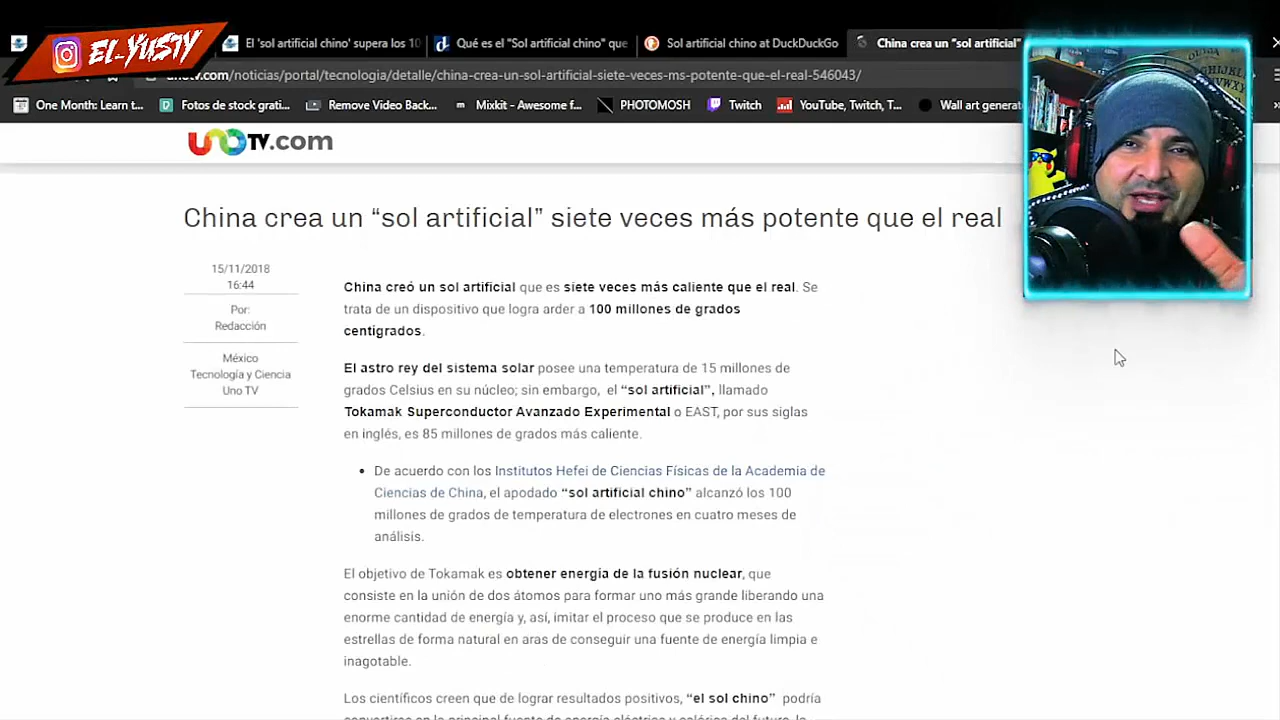 EL-YUSTY
El 'sol artificial chino' supera los 10
Qué es el "Sol artificial chino" que
Sol artificial chino at DuckDuckGo
China crea un "sol artificial"
unotv.com/noticias/portal/tecnologia/detalle/china-crea-un-sol-artificial-siete-veces-ms-potente-que-el-real-546043/
One Month: Learn t...
Fotos de stock grati...
Remove Video Back...
Mixkit - Awesome f...
PHOTOMOSH
Twitch
YouTube, Twitch, T...
Wall art generat
unoTV.com
China crea un “sol artificial” siete veces más potente que el real
15/11/2018
16:44
Por:
Redacción
México
Tecnología y Ciencia
Uno TV
China creó un sol artificial que es siete veces más caliente que el real. Se
trata de un dispositivo que logra arder a 100 millones de grados
centígrados.
El astro rey del sistema solar posee una temperatura de 15 millones de
grados Celsius en su núcleo; sin embargo, el “sol artificial”, llamado
Tokamak Superconductor Avanzado Experimental o EAST, por sus siglas
en inglés, es 85 millones de grados más caliente.
• De acuerdo con los Institutos Hefei de Ciencias Físicas de la Academia de
Ciencias de China, el apodado “sol artificial chino” alcanzó los 100
millones de grados de temperatura de electrones en cuatro meses de
análisis.
El objetivo de Tokamak es obtener energía de la fusión nuclear, que
consiste en la unión de dos átomos para formar uno más grande liberando una
enorme cantidad de energía y, así, imitar el proceso que se produce en las
estrellas de forma natural en aras de conseguir una fuente de energía limpia e
inagotable.
Los científicos creen que de lograr resultados positivos, “el sol chino” podría